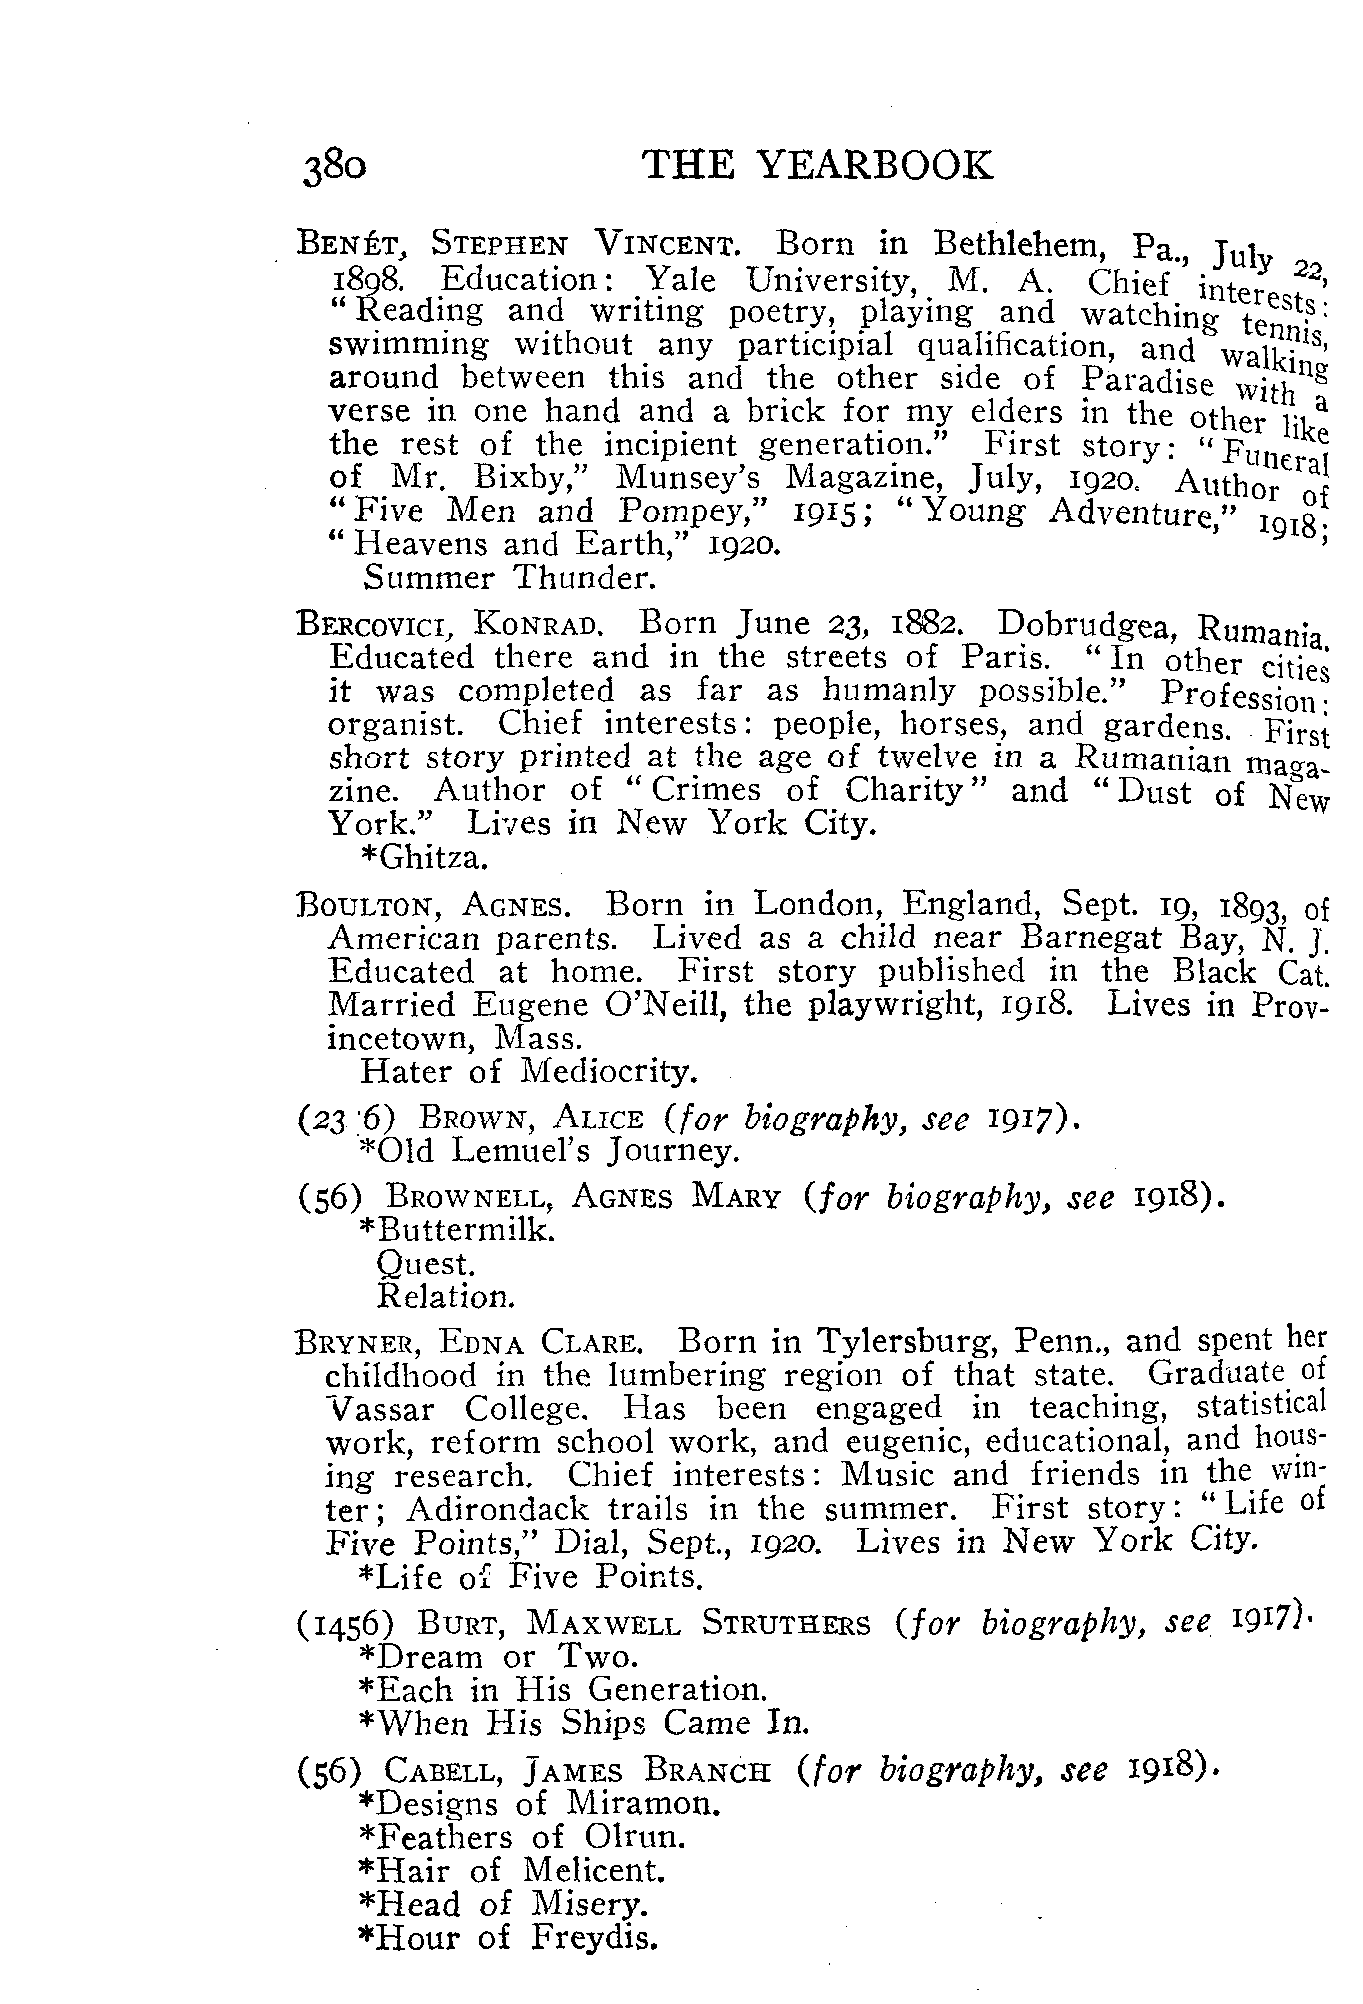 380 THE YEARBOOK
BENÉT, STEPHEN VINCENT. Born in Bethlehem, Pa., July 22,
1898. Education: Yale University, M. A. Chief interests:
“Reading and writing poetry, playing and watching tennis,
swimming without any participial qualification, and walking
around between this and the other side of Paradise with a
verse in one hand and a brick for my elders in the other like
the rest of the incipient generation.” First story: “Funeral
of Mr. Bixby,” Munsey’s Magazine, July, 1920. Author of
“Five Men and Pompey,” 1915; “Young Adventure,” 1918;
“Heavens and Earth,” 1920.
Summer Thunder.
BERCOVICI, KONRAD. Born June 23, 1882. Dobrudgea, Rumania.
Educated there and in the streets of Paris. “In other cities
it was completed as far as humanly possible.” Profession:
organist. Chief interests: people, horses, and gardens. First
short story printed at the age of twelve in a Rumanian maga-
zine. Author of “Crimes of Charity” and “Dust of New
York.” Lives in New York City.
*Ghitza.
BOULTON, AGNES. Born in London, England, Sept. 19, 1893, of
American parents. Lived as a child near Barnegat Bay, N. J.
Educated at home. First story published in the Black Cat.
Married Eugene O’Neill, the playwright, 1918. Lives in Prov-
incetown, Mass.
Hater of Mediocrity.
(23 6) BROWN, ALICE (for biography, see 1917).
*Old Lemuel’s Journey.
(56) BROWNELL, AGNES MARY (for biography, see 1918).
*Buttermilk.
Quest.
Relation.
BRYNER, EDNA CLARE. Born in Tylersburg, Penn., and spent her
childhood in the lumbering region of that state. Graduate of
Vassar College. Has been engaged in teaching, statistical
work, reform school work, and eugenic, educational, and hous-
ing research. Chief interests: Music and friends in the win-
ter; Adirondack trails in the summer. First story: “Life of
Five Points,” Dial, Sept., 1920. Lives in New York City.
*Life of Five Points.
(1456) BURT, MAXWELL STRUTHERS (for biography, see 1917).
*Dream or Two.
*Each in His Generation.
*When His Ships Came In.
(56) CABELL, JAMES BRANCH (for biography, see 1918).
*Designs of Miramon.
*Feathers of Olrun.
*Hair of Melicent.
*Head of Misery.
*Hour of Freydis.